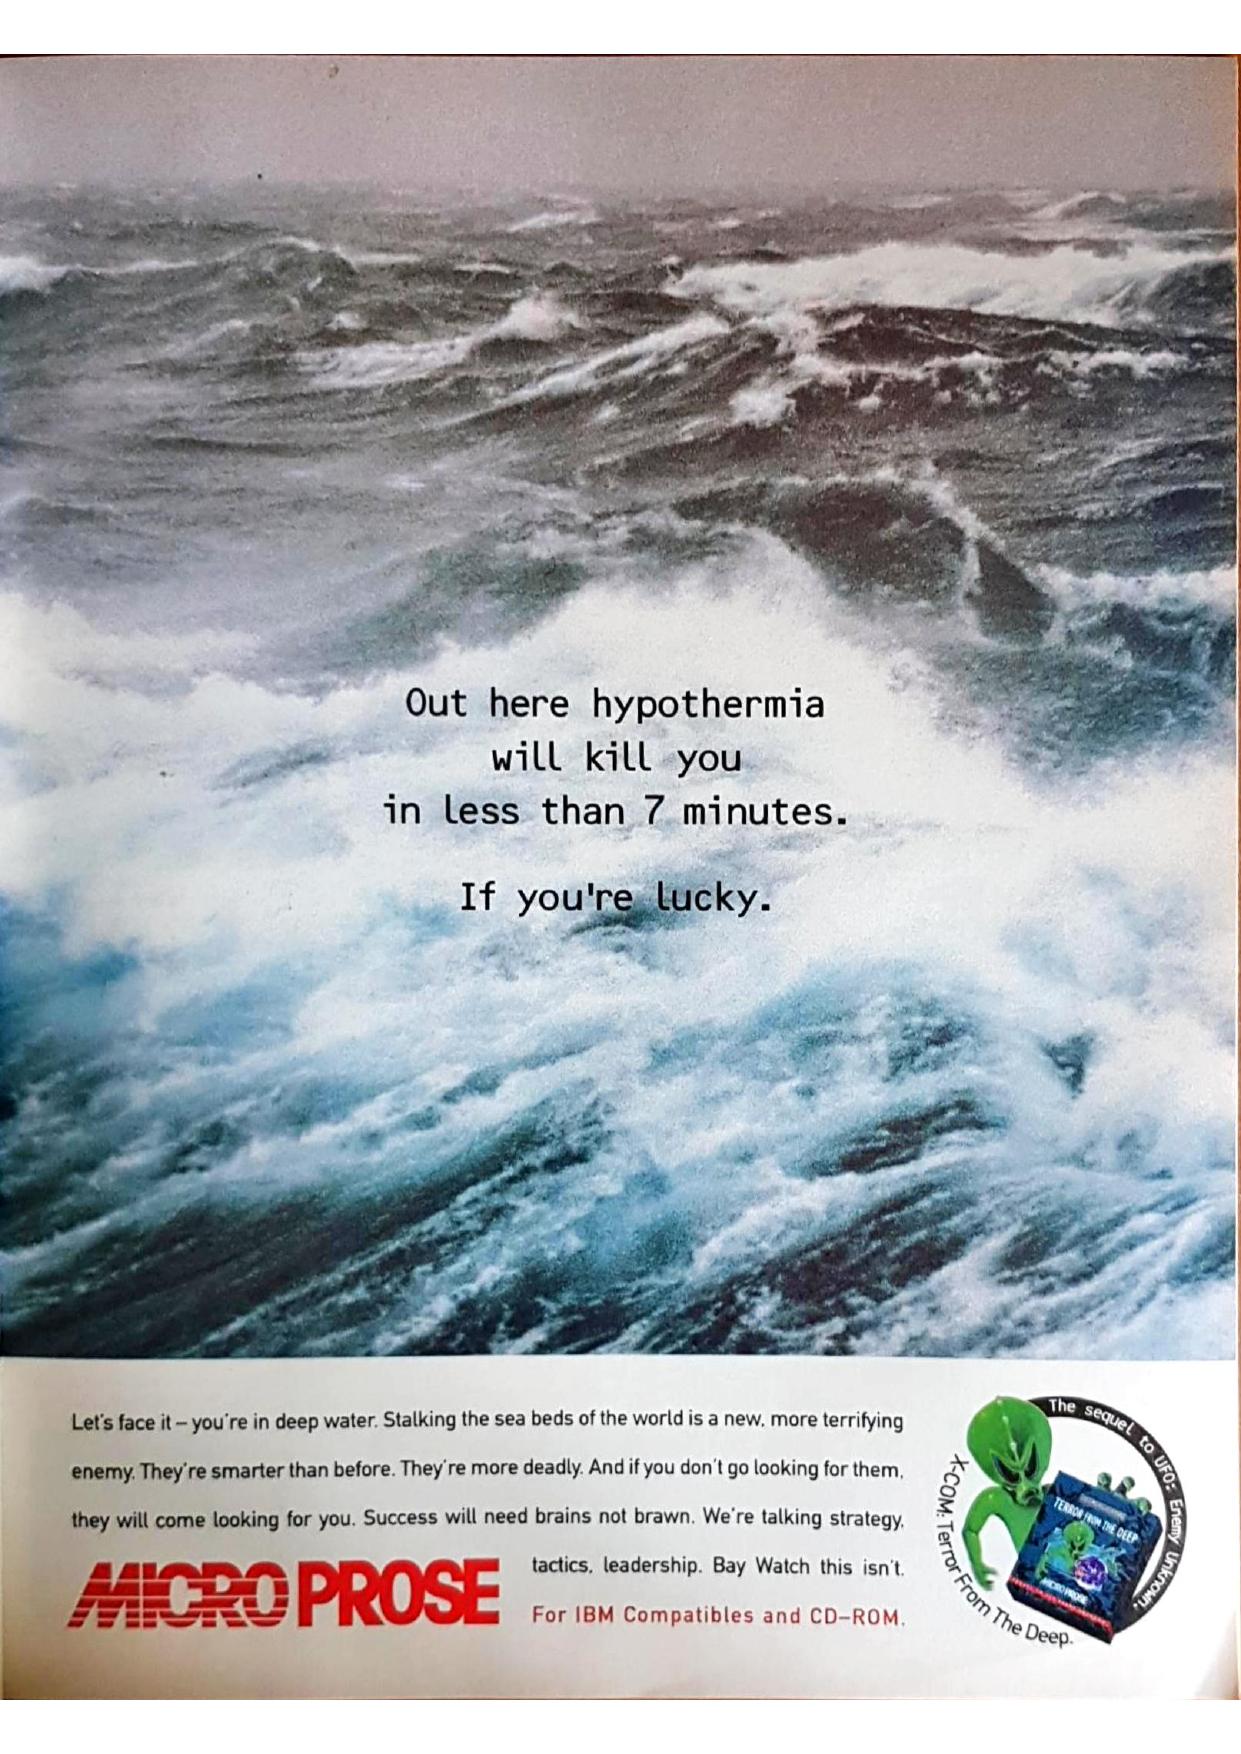 Out here hypothermia
will kill you
in less than 7 minutes.
If you're lucky.
Let's face it – you're in deep water. Stalking the sea beds of the world is a new, more terrifying
enemy. They're smarter than before. They're more deadly. And if you don't go looking for them,
they will come looking for you. Success will need brains not brawn. We're talking strategy,
tactics, leadership. Bay Watch this isn't.
MICROPROSE
For IBM Compatibles and CD-ROM.
The sequel to UFO: Enemy Unknown.
X-COM: Terror From The Deep.
TERROR FROM THE DEEP
MICROPROSE